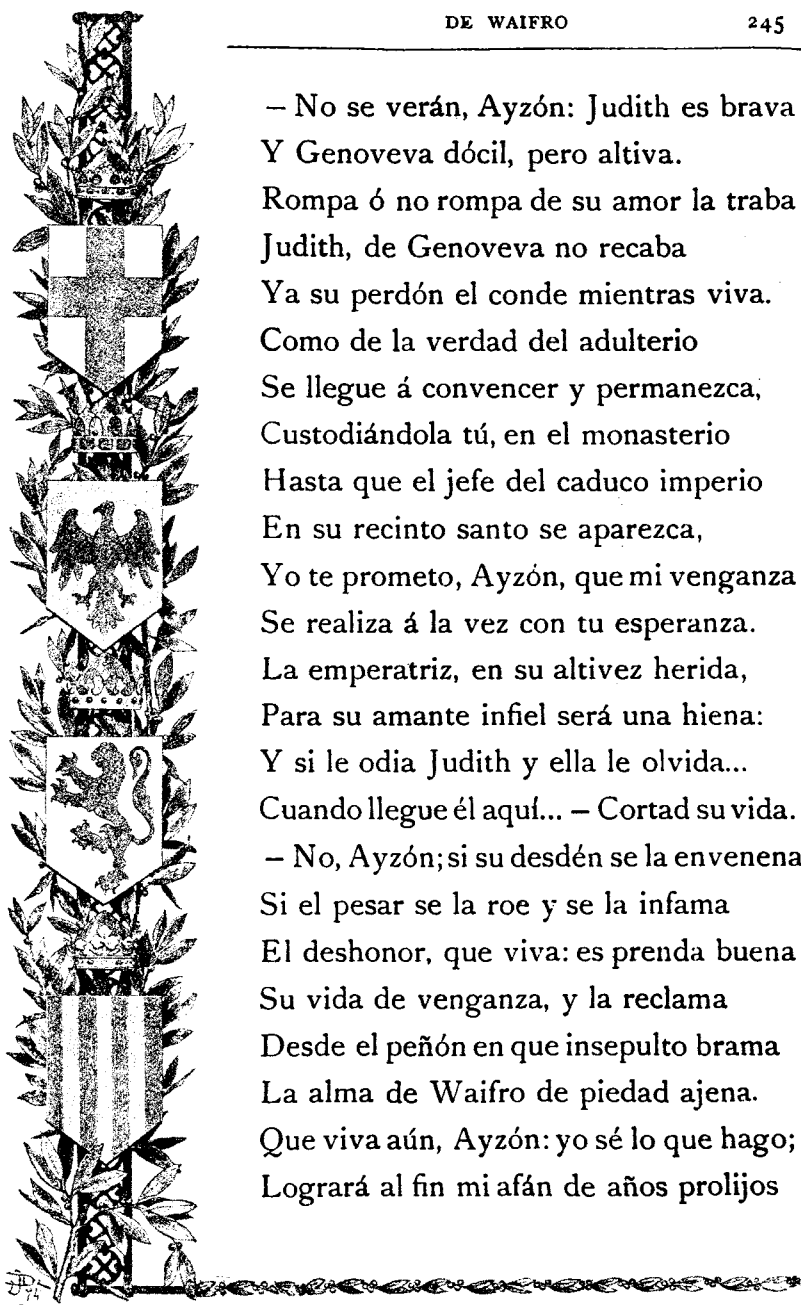 DE WAIFRO 245
— No se verán, Ayzón: Judith es brava
Y Genoveva dócil, pero altiva.
Rompa ó no rompa de su amor la traba
Judith, de Genoveva no recaba
Ya su perdón el conde mientras viva.
Como de la verdad del adulterio
Se llegue á convencer y permanezca,
Custodiándola tú, en el monasterio
Hasta que el jefe del caduco imperio
En su recinto santo se aparezca,
Yo te prometo, Ayzón, que mi venganza
Se realiza á la vez con tu esperanza.
La emperatriz, en su altivez herida,
Para su amante infiel será una hiena:
Y si le odia Judith y ella le olvida...
Cuando llegue él aquí... — Cortad su vida.
— No, Ayzón; si su desdén se la envenena
Si el pesar se la roe y se la infama
El deshonor, que viva: es prenda buena
Su vida de venganza, y la reclama
Desde el peñón en que insepulto brama
La alma de Waifro de piedad ajena.
Que viva aún, Ayzón: yo sé lo que hago;
Logrará al fin mi afán de años prolijos